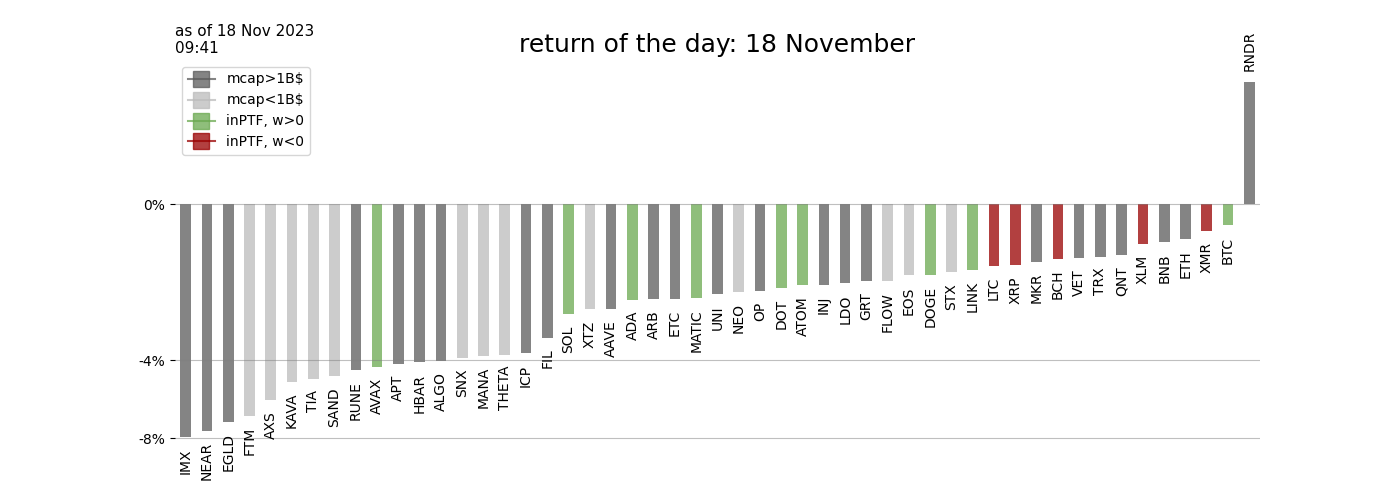 as of 18 Nov 2023
09:41
return of the day: 18 November
mcap>1B$
mcap<1B$
inPTF, w>0
inPTF, w<0
0%
-4%
-8%
IMX
NEAR
EGLD
FTM
AXS
KAVA
TIA
SAND
RUNE
AVAX
APT
HBAR
ALGO
SNX
MANA
THETA
ICP
FIL
SOL
XTZ
AAVE
ADA
ARB
ETC
MATIC
UNI
NEO
OP
DOT
ATOM
INJ
LDO
GRT
FLOW
EOS
DOGE
STX
LINK
LTC
XRP
MKR
BCH
VET
TRX
QNT
XLM
BNB
ETH
XMR
BTC
RNDR